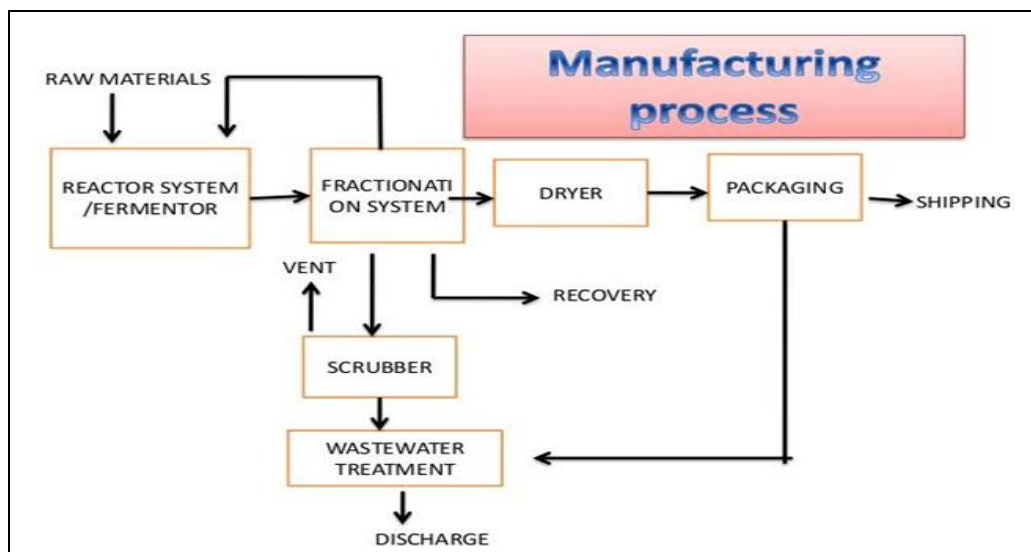 Manufacturing
process
RAW MATERIALS
REACTOR SYSTEM
/FERMENTOR
FRACTIONATI
ON SYSTEM
DRYER
PACKAGING
SHIPPING
VENT
RECOVERY
SCRUBBER
WASTEWATER
TREATMENT
DISCHARGE